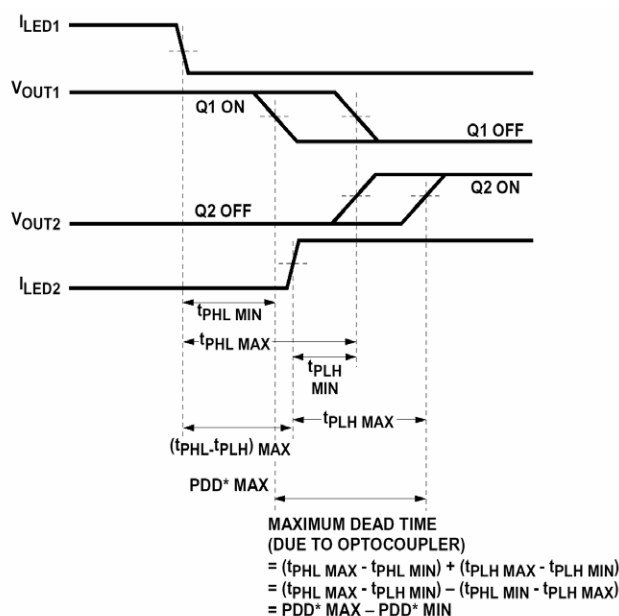 ILED1
VOUT1
Q1 ON
Q1 OFF
Q2 ON
Q2 OFF
VOUT2
ILED2
tPHL MIN
tPHL MAX
tPLH
MIN
tPLH MAX
(tPHL-tPLH) MAX
PDD* MAX
MAXIMUM DEAD TIME
(DUE TO OPTOCOUPLER)
= (tPHL MAX - tPHL MIN) + (tPLH MAX - tPLH MIN)
= (tPHL MAX - tPLH MIN) – (tPHL MIN - tPLH MAX)
= PDD* MAX – PDD* MIN